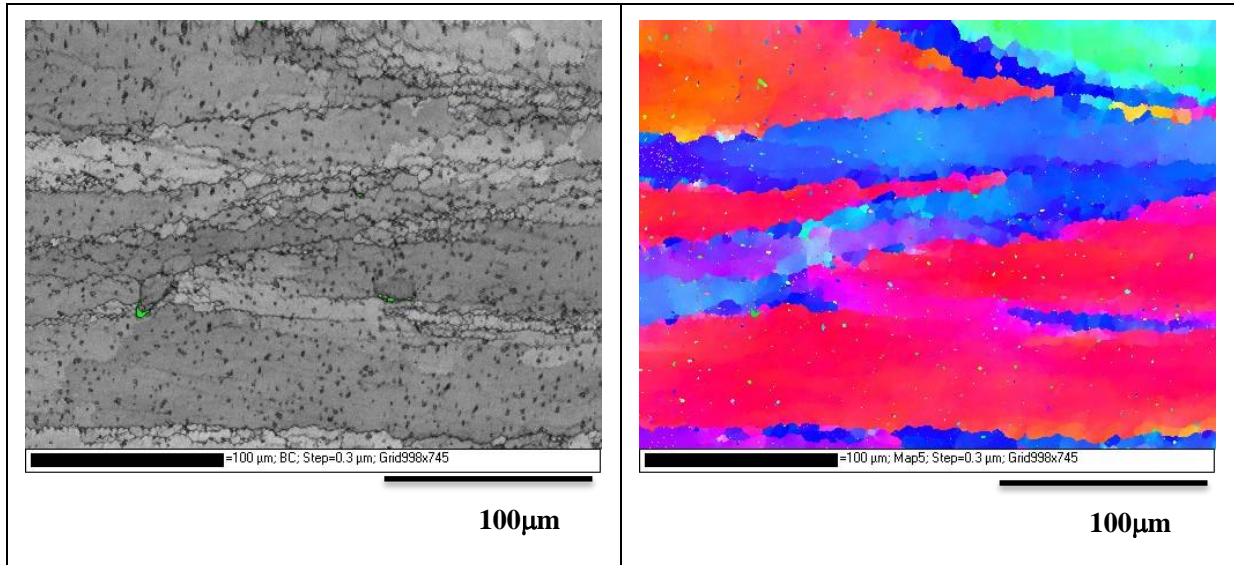 =100 µm; BC; Step=0.3 µm; Grid998x745
100µm
=100 µm; Map5; Step=0.3 µm; Grid998x745
100µm